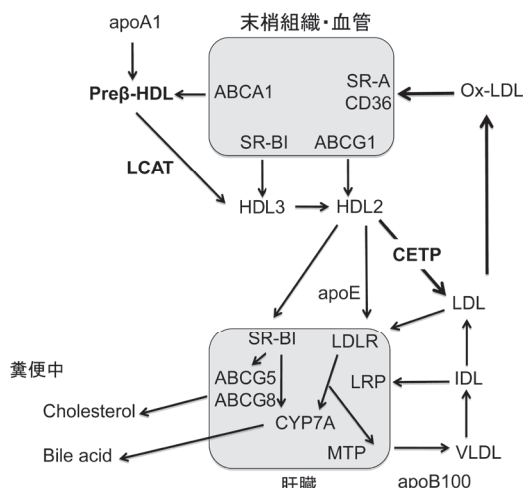 apoA1
末梢組織・血管
Preβ-HDL
ABCA1
SR-A
CD36
Ox-LDL
SR-BI
ABCG1
LCAT
HDL3
HDL2
CETP
apoE
LDL
SR-BI
LDLR
糞便中
ABCG5
ABCG8
LRP
IDL
Cholesterol
CYP7A
Bile acid
MTP
VLDL
肝臓
apoB100